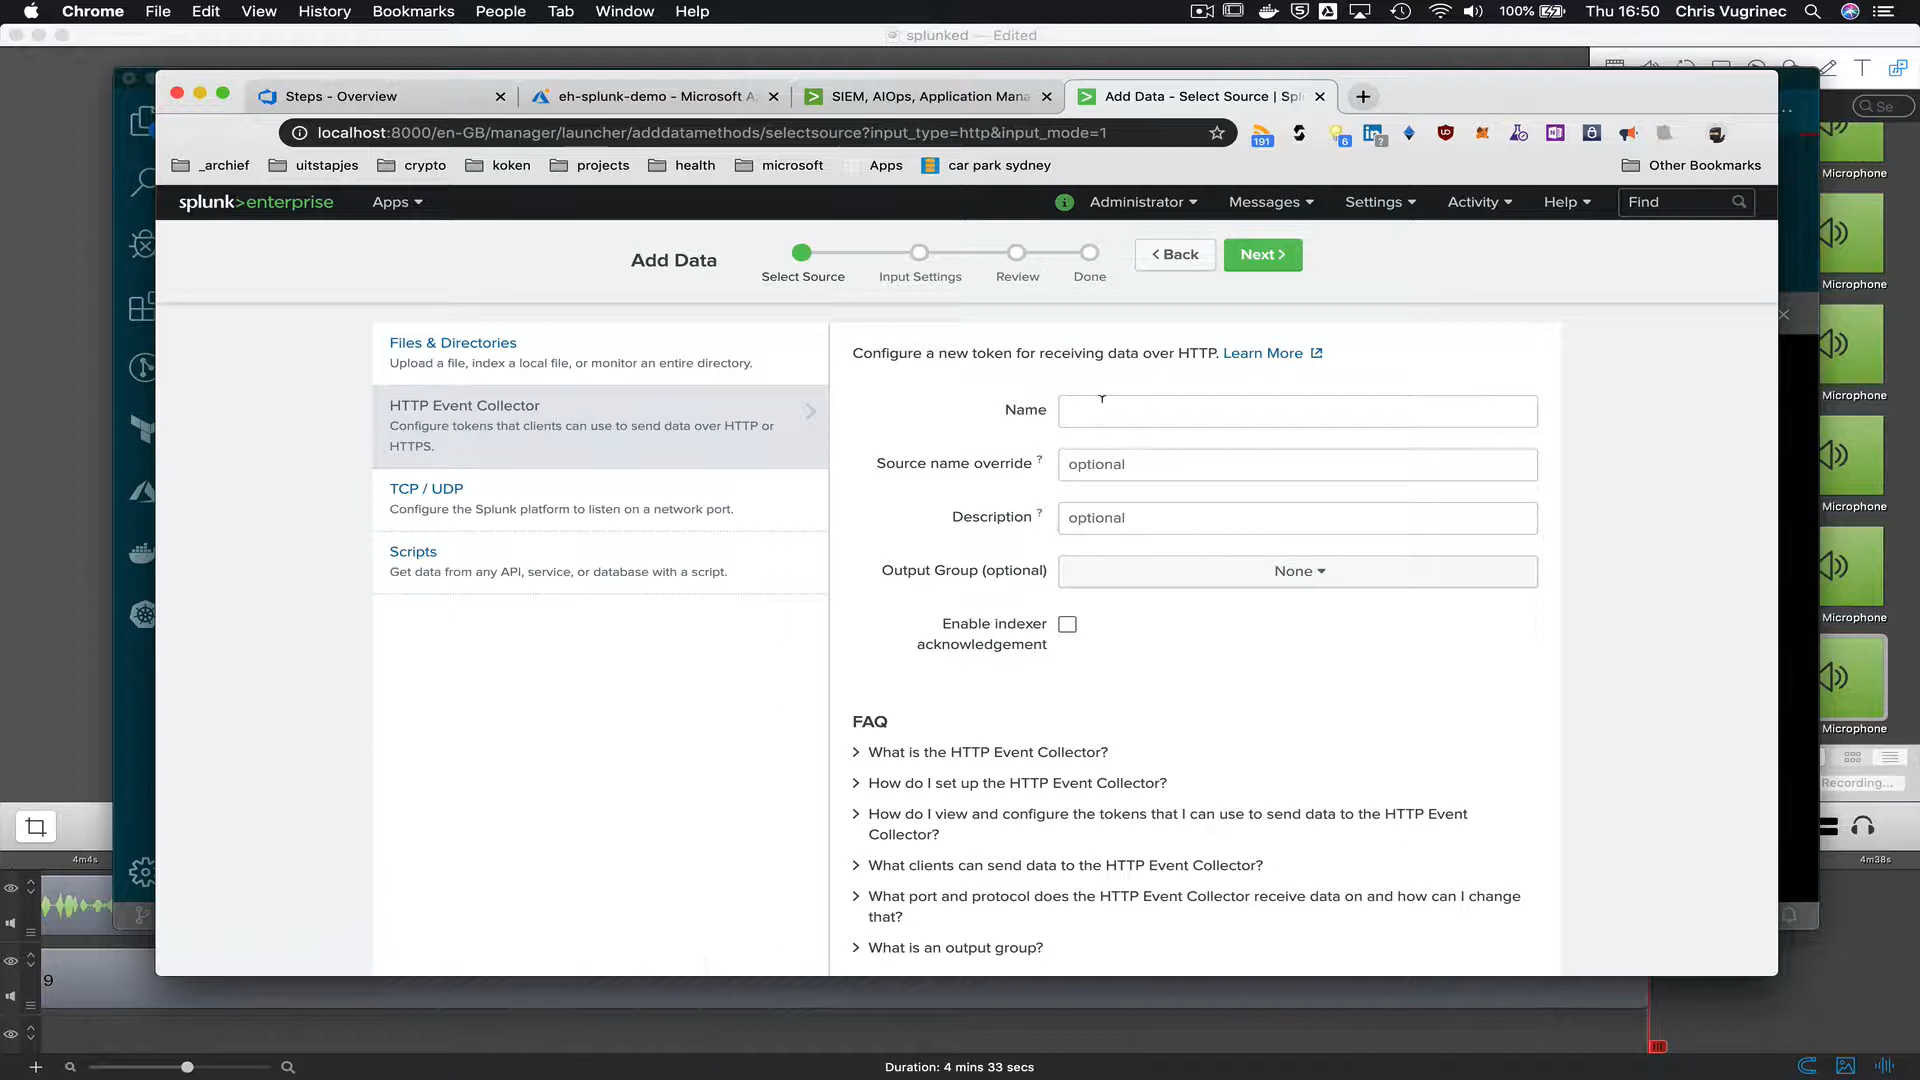 Chrome File Edit View History Bookmarks People Tab Window Help 100% Thu 16:50 Chris Vugrinec
splunked — Edited
Steps - Overview
eh-splunk-demo - Microsoft A
SIEM, AIOps, Application Mana
Add Data - Select Source | Spl
localhost:8000/en-GB/manager/launcher/adddatamethods/selectsource?input_type=http&input_mode=1
191
6
?
_archief uitstapjes crypto koken projects health microsoft Apps car park sydney Other Bookmarks
splunk>enterprise Apps Administrator Messages Settings Activity Help Find
Add Data
Select Source
Input Settings
Review
Done
< Back
Next >
Files & Directories
Upload a file, index a local file, or monitor an entire directory.
HTTP Event Collector
Configure tokens that clients can use to send data over HTTP or
HTTPS.
TCP / UDP
Configure the Splunk platform to listen on a network port.
Scripts
Get data from any API, service, or database with a script.
Configure a new token for receiving data over HTTP. Learn More
Name
Source name override ?
optional
Description ?
optional
Output Group (optional)
None
Enable indexer
acknowledgement
FAQ
> What is the HTTP Event Collector?
> How do I set up the HTTP Event Collector?
> How do I view and configure the tokens that I can use to send data to the HTTP Event
Collector?
> What clients can send data to the HTTP Event Collector?
> What port and protocol does the HTTP Event Collector receive data on and how can I change
that?
> What is an output group?
Se
Microphone
Microphone
Microphone
Microphone
Microphone
Microphone
Recording...
4m4s
4m38s
9
Duration: 4 mins 33 secs